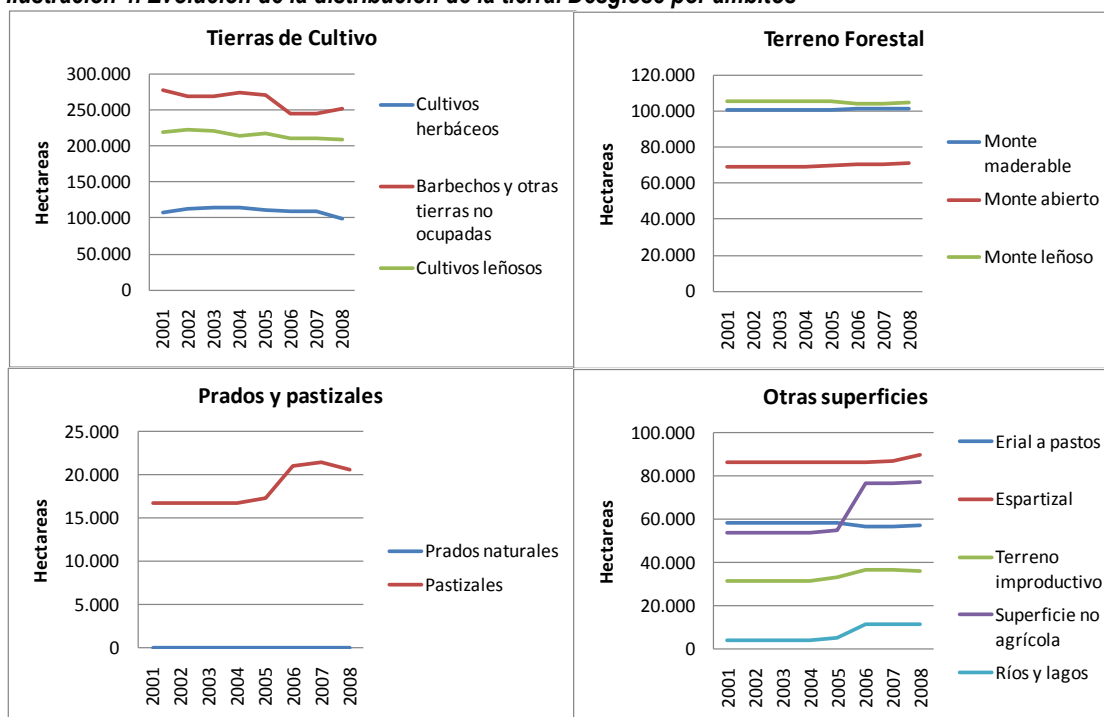 Ilustración 1. Evolución de la distribución de la tierra. Desglose por ámbitos
Tierras de Cultivo
300.000
250.000
200.000
150.000
100.000
50.000
0
Hectareas
2001
2002
2003
2004
2005
2006
2007
2008
Cultivos
herbáceos
Barbechos y otras
tierras no
ocupadas
Cultivos leñosos
Terreno Forestal
120.000
100.000
80.000
60.000
40.000
20.000
0
Hectareas
2001
2002
2003
2004
2005
2006
2007
2008
Monte
maderable
Monte abierto
Monte leñoso
Prados y pastizales
25.000
20.000
15.000
10.000
5.000
0
Hectareas
2001
2002
2003
2004
2005
2006
2007
2008
Prados naturales
Pastizales
Otras superficies
100.000
80.000
60.000
40.000
20.000
0
Hectareas
2001
2002
2003
2004
2005
2006
2007
2008
Erial a pastos
Espartizal
Terreno
improductivo
Superficie no
agrícola
Ríos y lagos